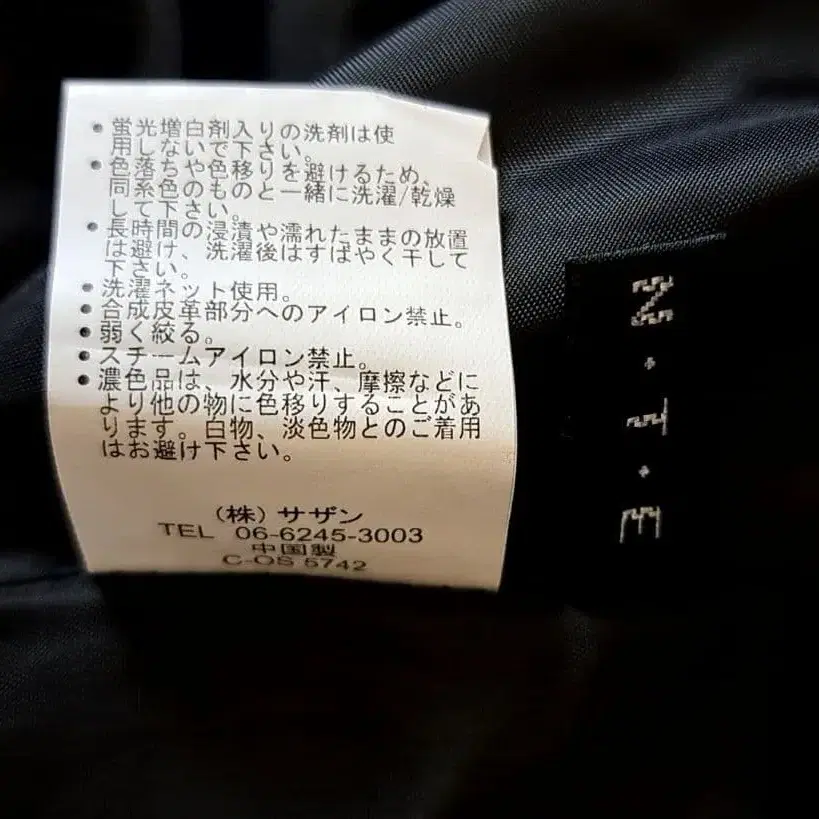 • 蛍光増白剤入りの洗剤は使
用しないで下さい。
• 色落ちや色移りを避けるため、
同系色のものと一緒に洗濯/乾燥
して下さい。
• 長時間の浸漬や濡れたままの放置
は避け、洗濯後はすばやく干して
下さい。
• 洗濯ネット使用。
• 合成皮革部分へのアイロン禁止。
• 弱く絞る。
• スチームアイロン禁止。
• 濃色品は、水分や汗、摩擦などに
より他の物に色移りすることがあ
ります。白物、淡色物とのご着用
はお避け下さい。
(株) サザン
TEL 06-6245-3003
中国製
C-OS 5742
N・T・E